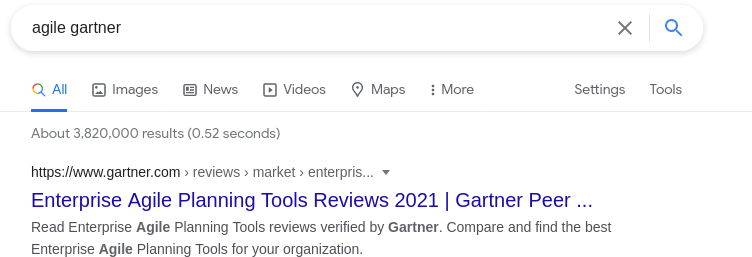 agile gartner
All Images News Videos Maps More Settings Tools
About 3,820,000 results (0.52 seconds)
https://www.gartner.com › reviews › market › enterpris...
Enterprise Agile Planning Tools Reviews 2021 | Gartner Peer ...
Read Enterprise Agile Planning Tools reviews verified by Gartner. Compare and find the best
Enterprise Agile Planning Tools for your organization.